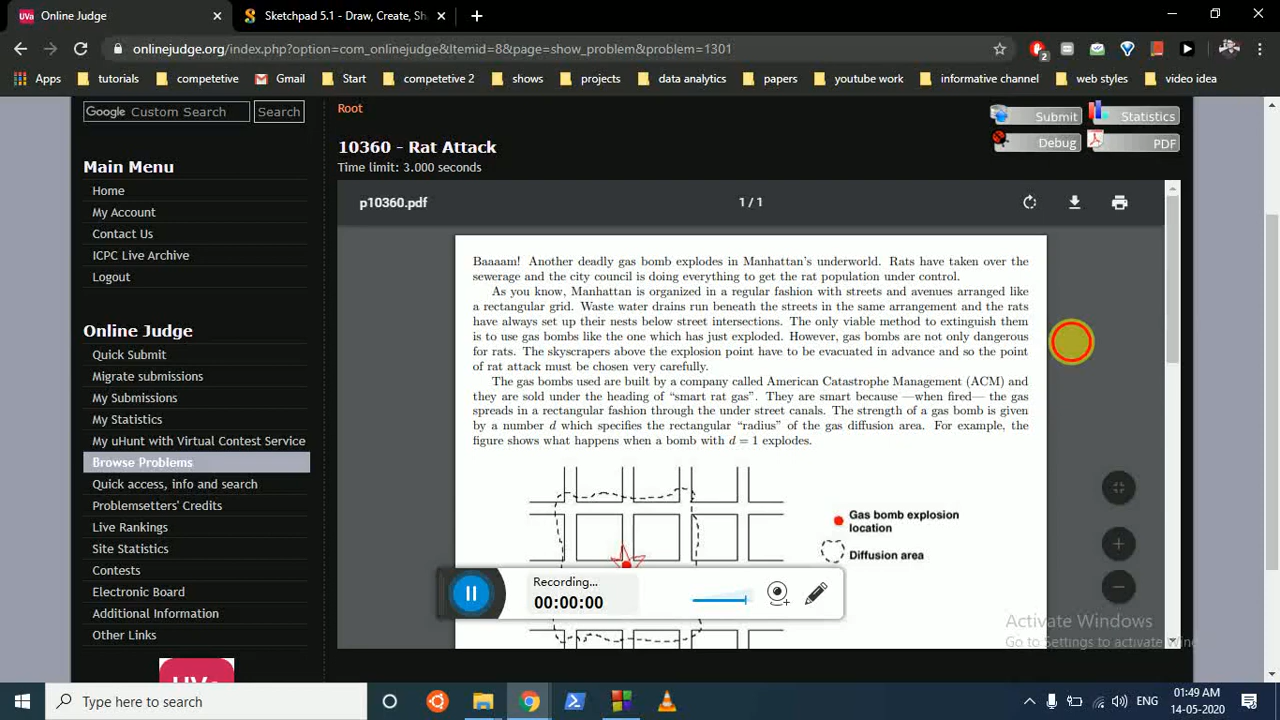 Online Judge
Sketchpad 5.1 - Draw, Create, Sh
onlinejudge.org/index.php?option=com_onlinejudge&Itemid=8&page=show_problem&problem=1301
2
Apps
tutorials
competetive
Gmail
Start
competetive 2
shows
projects
data analytics
papers
youtube work
informative channel
web styles
video idea
Google Custom Search
Search
Root
Submit
Statistics
Debug
PDF
10360 - Rat Attack
Time limit: 3.000 seconds
Main Menu
Home
My Account
Contact Us
ICPC Live Archive
Logout
Online Judge
Quick Submit
Migrate submissions
My Submissions
My Statistics
My uHunt with Virtual Contest Service
Browse Problems
Quick access, info and search
Problemsetters' Credits
Live Rankings
Site Statistics
Contests
Electronic Board
Additional Information
Other Links
UVa
p10360.pdf
1 / 1
Baaaam! Another deadly gas bomb explodes in Manhattan's underworld. Rats have taken over the
sewerage and the city council is doing everything to get the rat population under control.
As you know, Manhattan is organized in a regular fashion with streets and avenues arranged like
a rectangular grid. Waste water drains run beneath the streets in the same arrangement and the rats
have always set up their nests below street intersections. The only viable method to extinguish them
is to use gas bombs like the one which has just exploded. However, gas bombs are not only dangerous
for rats. The skyscrapers above the explosion point have to be evacuated in advance and so the point
of rat attack must be chosen very carefully.
The gas bombs used are built by a company called American Catastrophe Management (ACM) and
they are sold under the heading of "smart rat gas". They are smart because —when fired— the gas
spreads in a rectangular fashion through the under street canals. The strength of a gas bomb is given
by a number d which specifies the rectangular "radius" of the gas diffusion area. For example, the
figure shows what happens when a bomb with d = 1 explodes.
Gas bomb explosion
location
Diffusion area
Recording...
00:00:00
Activate Windows
Go to Settings to activate Win
Type here to search
ENG
01:49 AM
14-05-2020